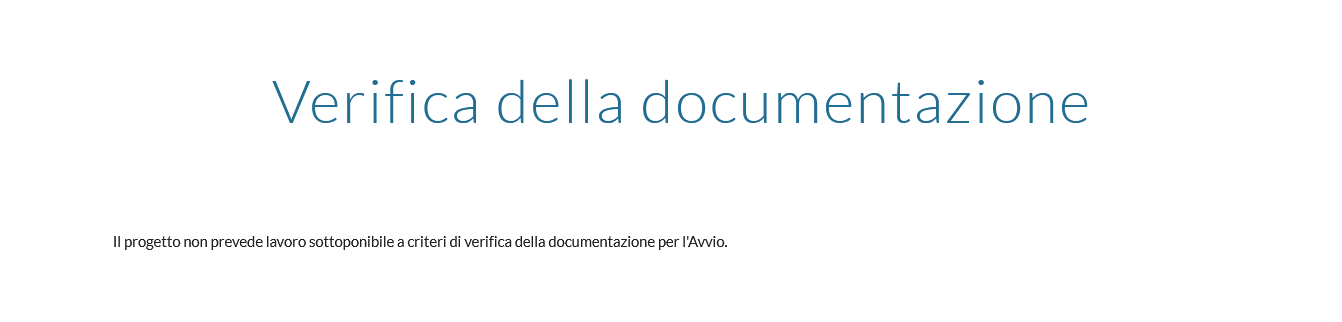 Verifica della documentazione
Il progetto non prevede lavoro sottoponibile a criteri di verifica della documentazione per l'Avvio.